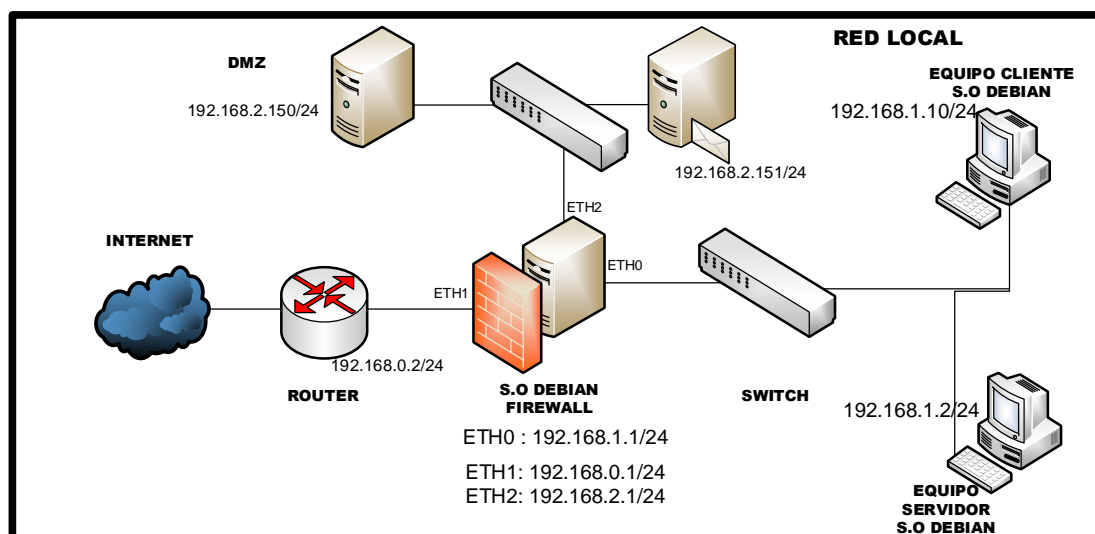 RED LOCAL
DMZ
192.168.2.150/24
192.168.2.151/24
EQUIPO CLIENTE
S.O DEBIAN
192.168.1.10/24
ETH2
INTERNET
ETH1
ETH0
192.168.0.2/24
ROUTER
S.O DEBIAN
FIREWALL
ETH0 : 192.168.1.1/24
ETH1: 192.168.0.1/24
ETH2: 192.168.2.1/24
SWITCH
192.168.1.2/24
EQUIPO
SERVIDOR
S.O DEBIAN